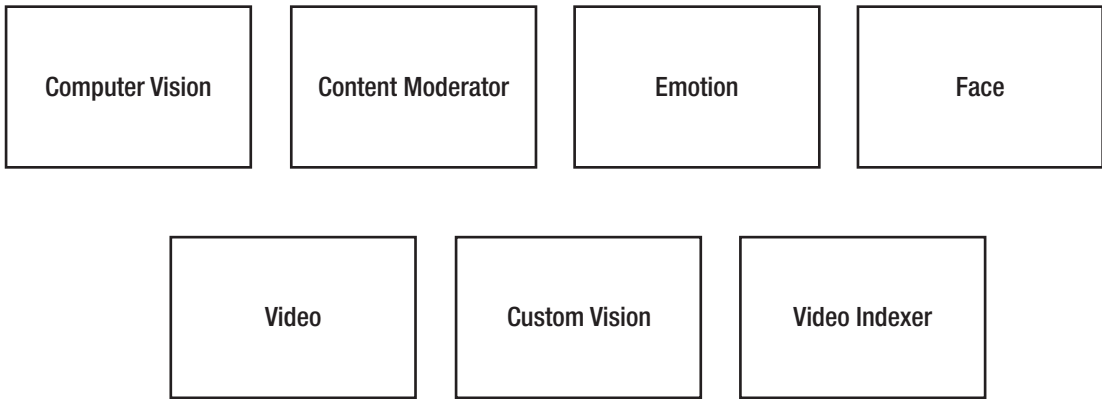 Computer Vision
Content Moderator
Emotion
Face
Video
Custom Vision
Video Indexer